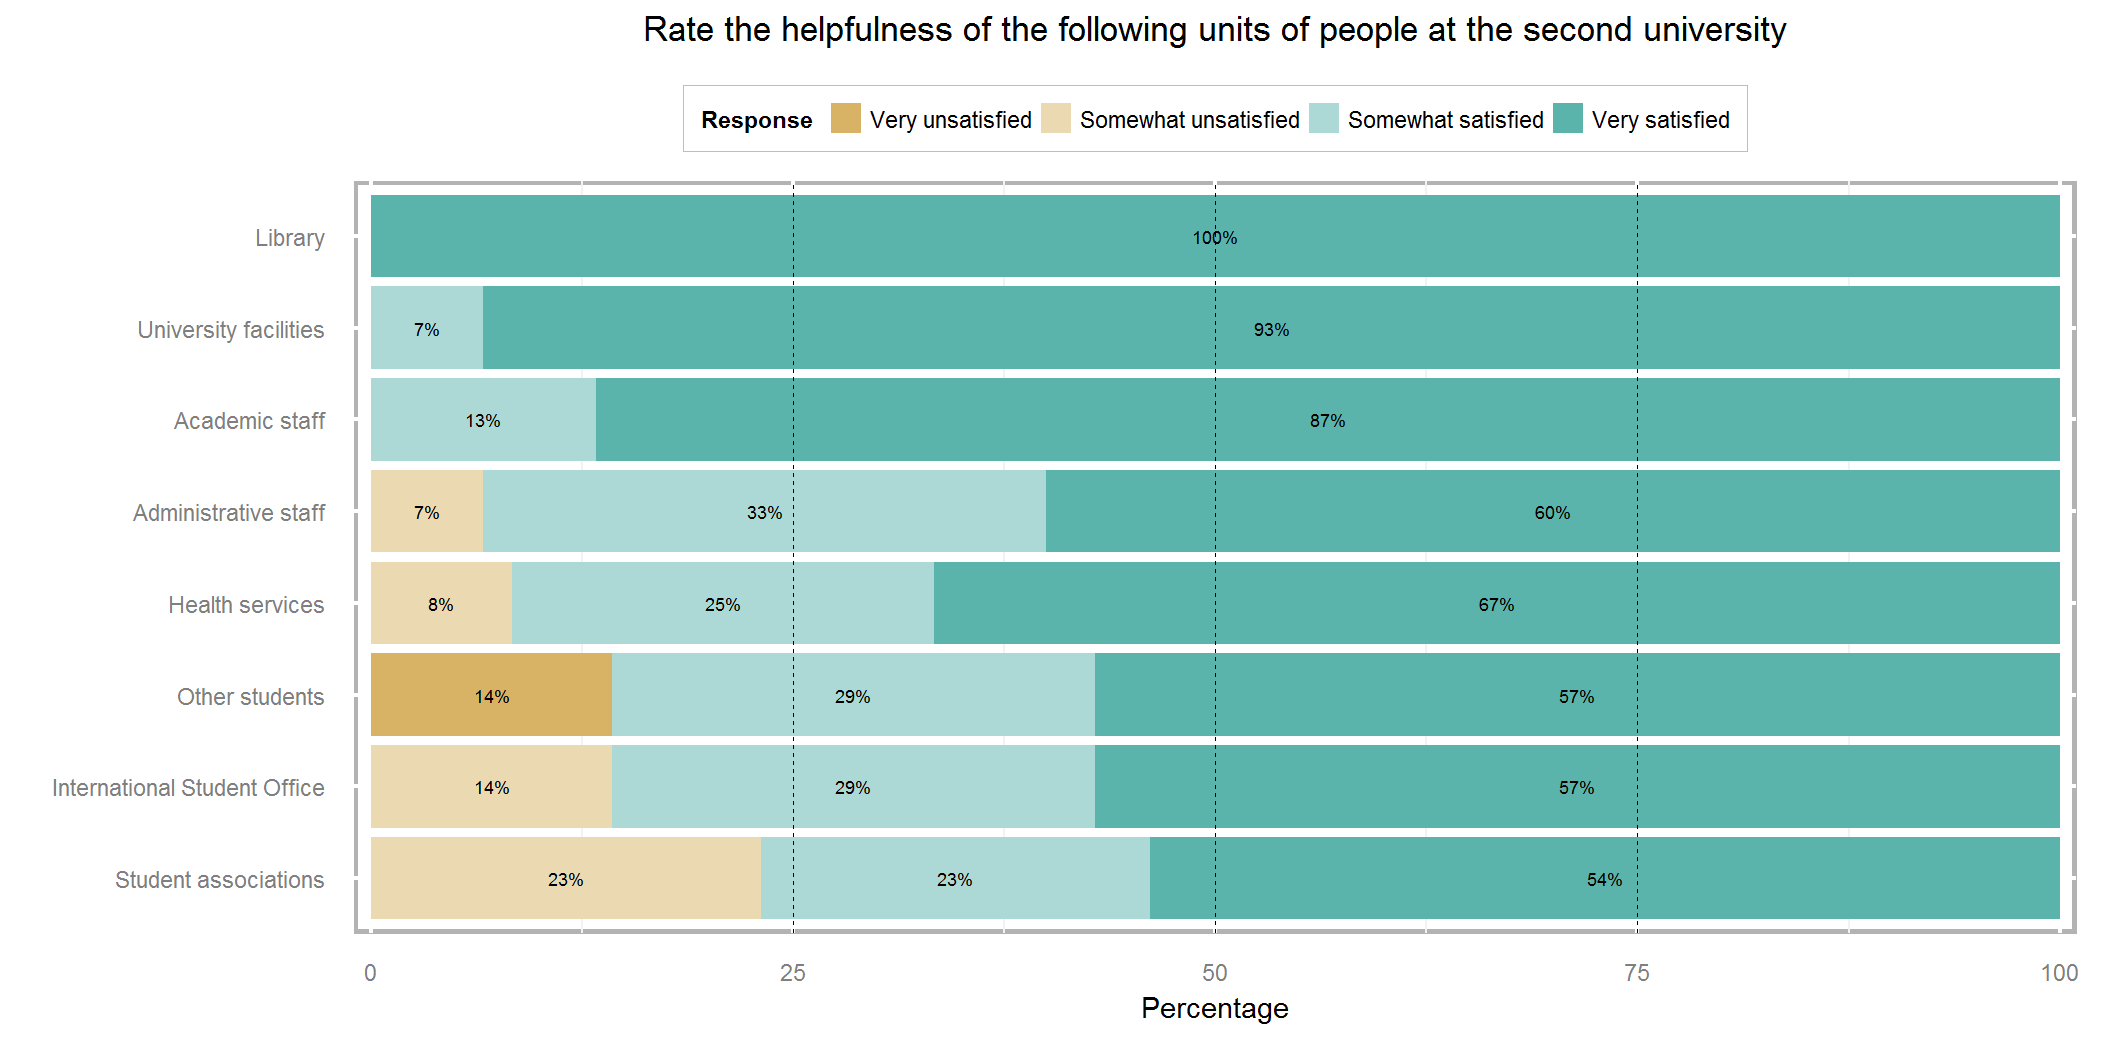 Rate the helpfulness of the following units of people at the second university
Response Very unsatisfied Somewhat unsatisfied Somewhat satisfied Very satisfied
Library 100%
University facilities 7% 93%
Academic staff 13% 87%
Administrative staff 7% 33% 60%
Health services 8% 25% 67%
Other students 14% 29% 57%
International Student Office 14% 29% 57%
Student associations 23% 23% 54%
0 25 50 75 100
Percentage